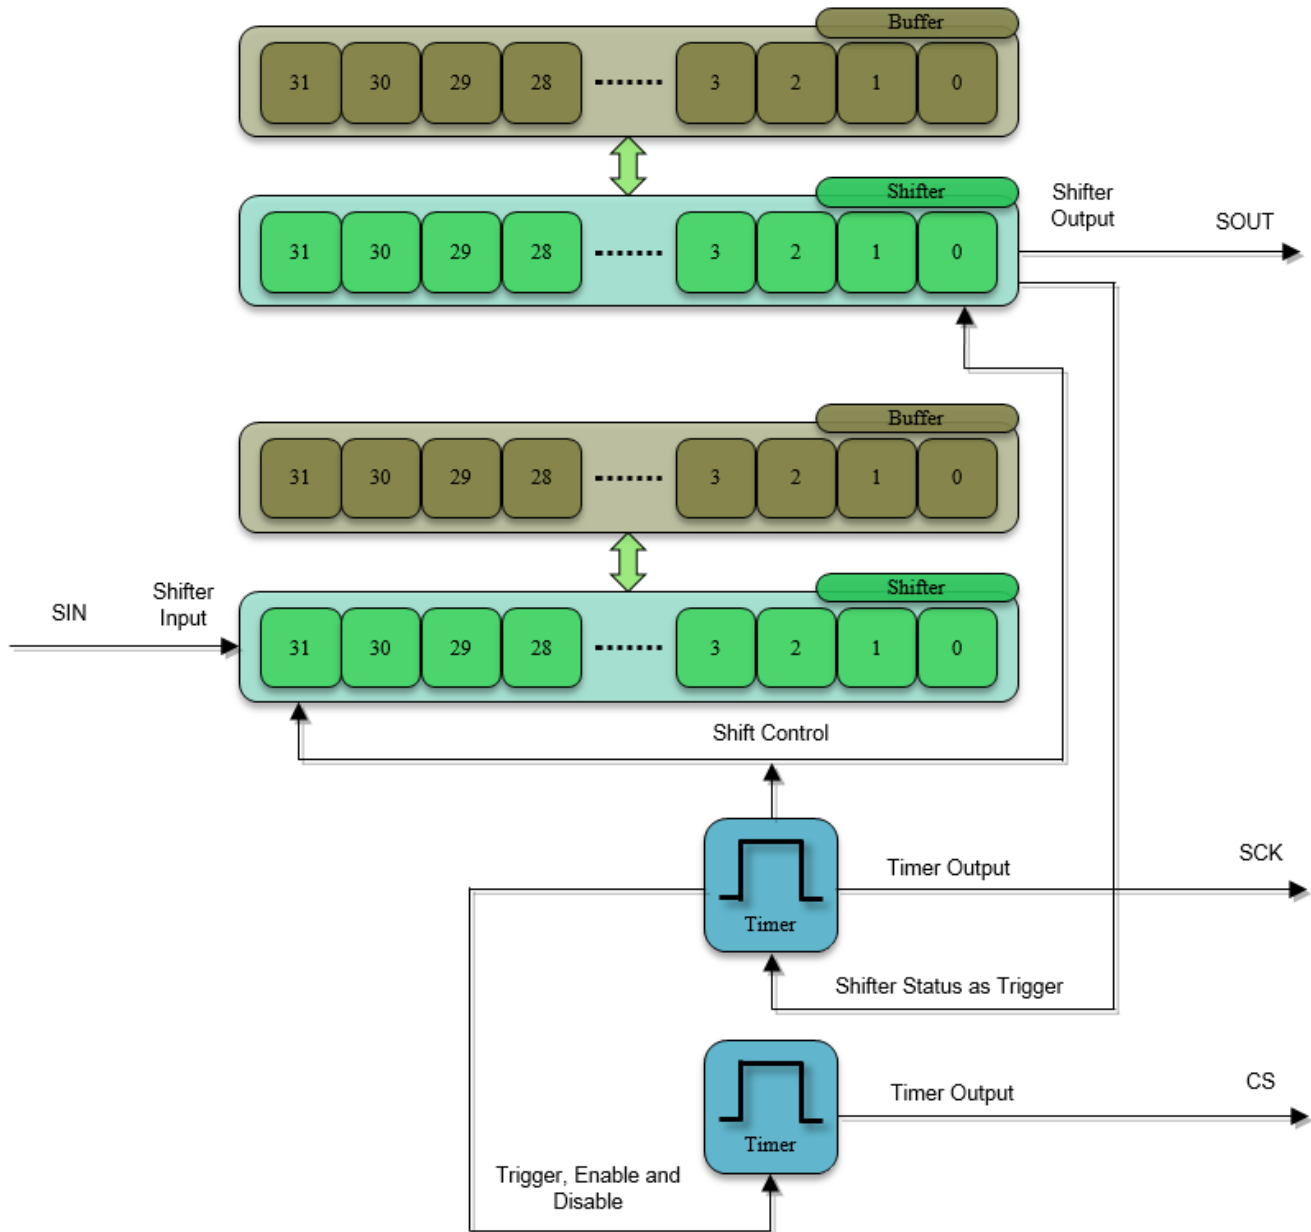 Buffer
31 30 29 28 3 2 1 0
Shifter
31 30 29 28 3 2 1 0
Shifter
Output
SOUT
Buffer
31 30 29 28 3 2 1 0
Shifter
31 30 29 28 3 2 1 0
SIN
Shifter
Input
Shift Control
Timer
Timer Output
SCK
Shifter Status as Trigger
Timer
Timer Output
CS
Trigger, Enable and
Disable